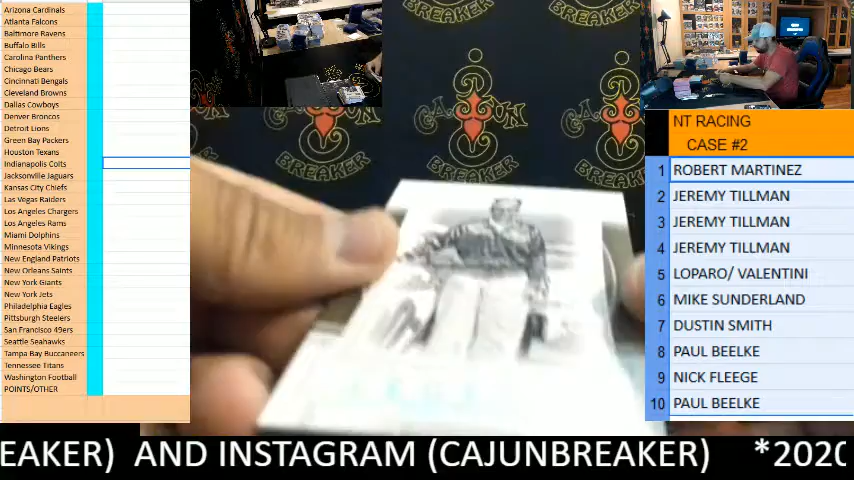 Arizona Cardinals
Atlanta Falcons
Baltimore Ravens
Buffalo Bills
Carolina Panthers
Chicago Bears
Cincinnati Bengals
Cleveland Browns
Dallas Cowboys
Denver Broncos
Detroit Lions
Green Bay Packers
Houston Texans
Indianapolis Colts
Jacksonville Jaguars
Kansas City Chiefs
Las Vegas Raiders
Los Angeles Chargers
Los Angeles Rams
Miami Dolphins
Minnesota Vikings
New England Patriots
New Orleans Saints
New York Giants
New York Jets
Philadelphia Eagles
Pittsburgh Steelers
San Francisco 49ers
Seattle Seahawks
Tampa Bay Buccaneers
Tennessee Titans
Washington Football
POINTS/OTHER
BREAKER
BREAKER
CAJUN
BREAKER
BREAKER
NT RACING
CASE #2
1 ROBERT MARTINEZ
2 JEREMY TILLMAN
3 JEREMY TILLMAN
4 JEREMY TILLMAN
5 LOPARO/ VALENTINI
6 MIKE SUNDERLAND
7 DUSTIN SMITH
8 PAUL BEELKE
9 NICK FLEEGE
10 PAUL BEELKE
EAKER) AND INSTAGRAM (CAJUNBREAKER) *2020